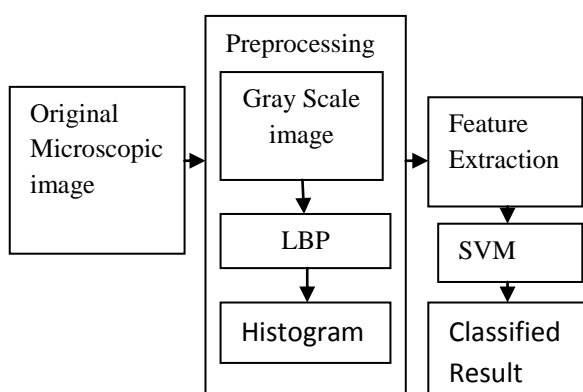 Original
Microscopic
image
Preprocessing
Gray Scale
image
LBP
Histogram
Feature
Extraction
SVM
Classified
Result